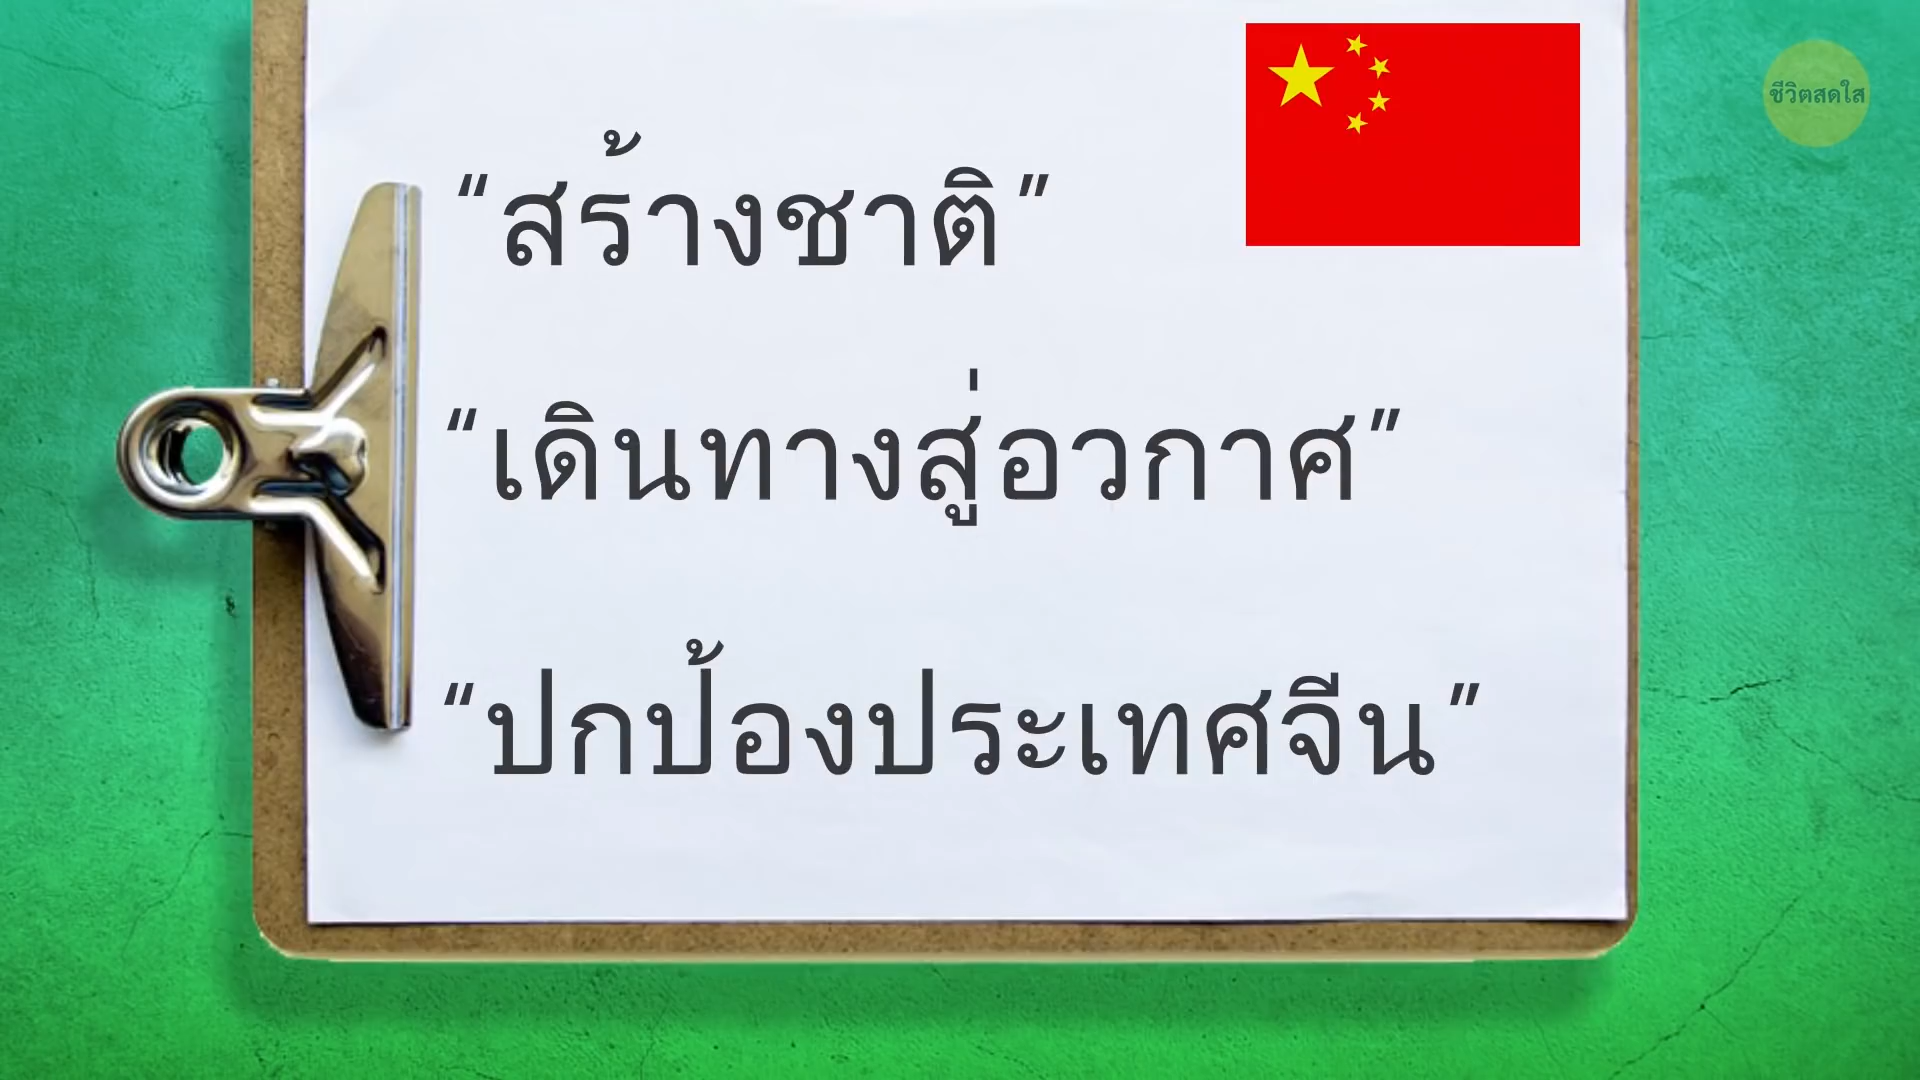 ชีวิตสดใส
“สร้างชาติ”
“เดินทางสู่อวกาศ”
“ปกป้องประเทศจีน”